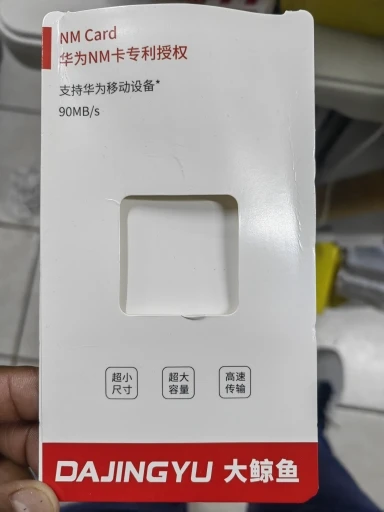 NM Card
华为NM卡专利授权
支持华为移动设备*
90MB/s
超小
尺寸
超大
容量
高速
传输
DAJINGYU 大鲸鱼